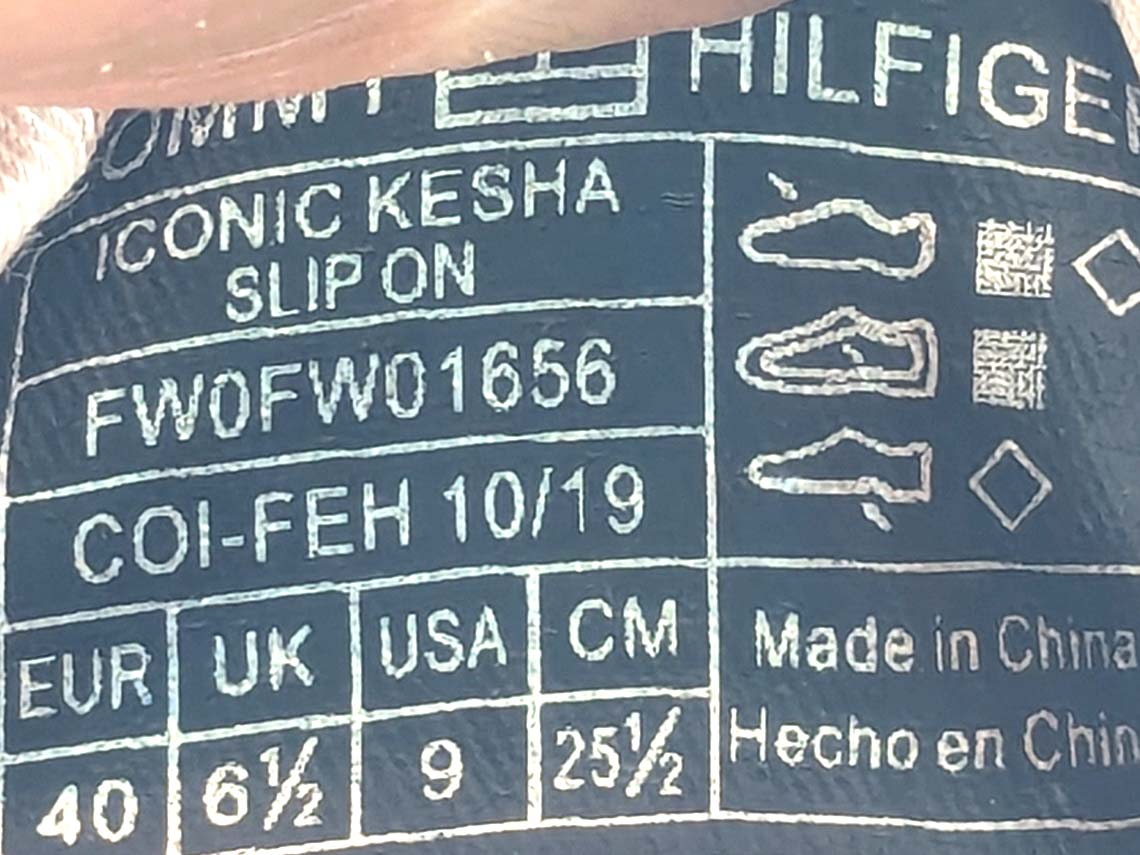 OMMY HILFIGE
ICONIC KESHA
SLIP ON
FW0FW01656
COI-FEH 10/19
EUR UK USA CM
40 6½ 9 25½
Made in China
Hecho en Chin